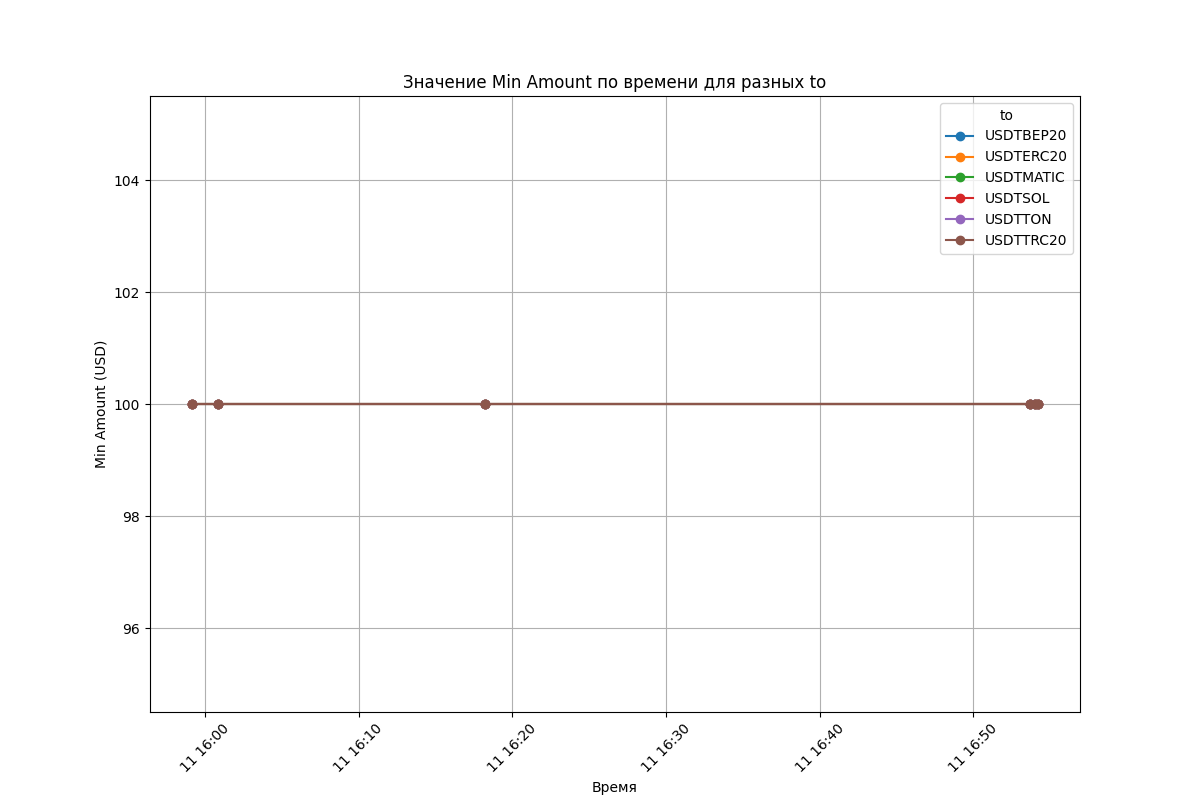 Значение Min Amount по времени для разных to
to
USDTBEP20
USDTERC20
USDTMATIC
USDTSOL
USDTTON
USDTTRC20
Min Amount (USD)
104
102
100
98
96
11 16:00
11 16:10
11 16:20
11 16:30
11 16:40
11 16:50
Время